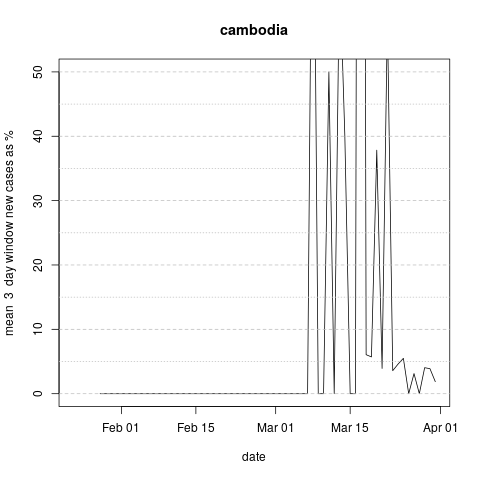 cambodia
mean 3 day window new cases as %
50
40
30
20
10
0
Feb 01
Feb 15
Mar 01
Mar 15
Apr 01
date